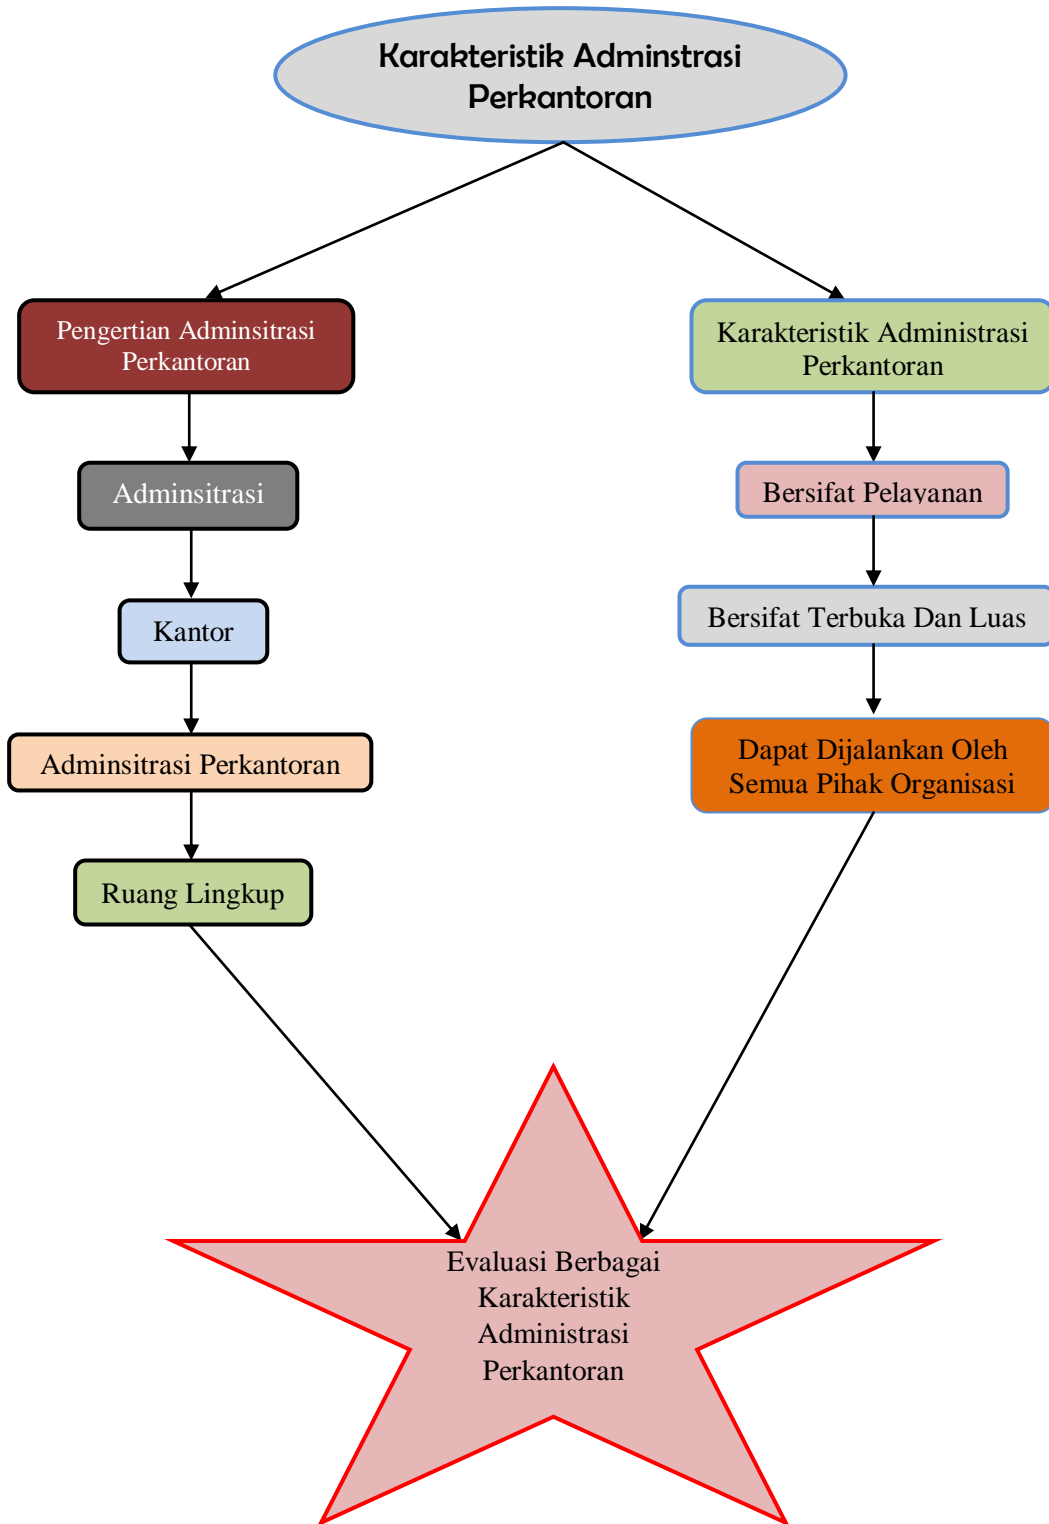 Karakteristik Adminstrasi
Perkantoran
Pengertian Adminsitrasi
Perkantoran
Adminsitrasi
Kantor
Adminsitrasi Perkantoran
Ruang Lingkup
Karakteristik Administrasi
Perkantoran
Bersifat Pelayanan
Bersifat Terbuka Dan Luas
Dapat Dijalankan Oleh
Semua Pihak Organisasi
Evaluasi Berbagai
Karakteristik
Administrasi
Perkantoran